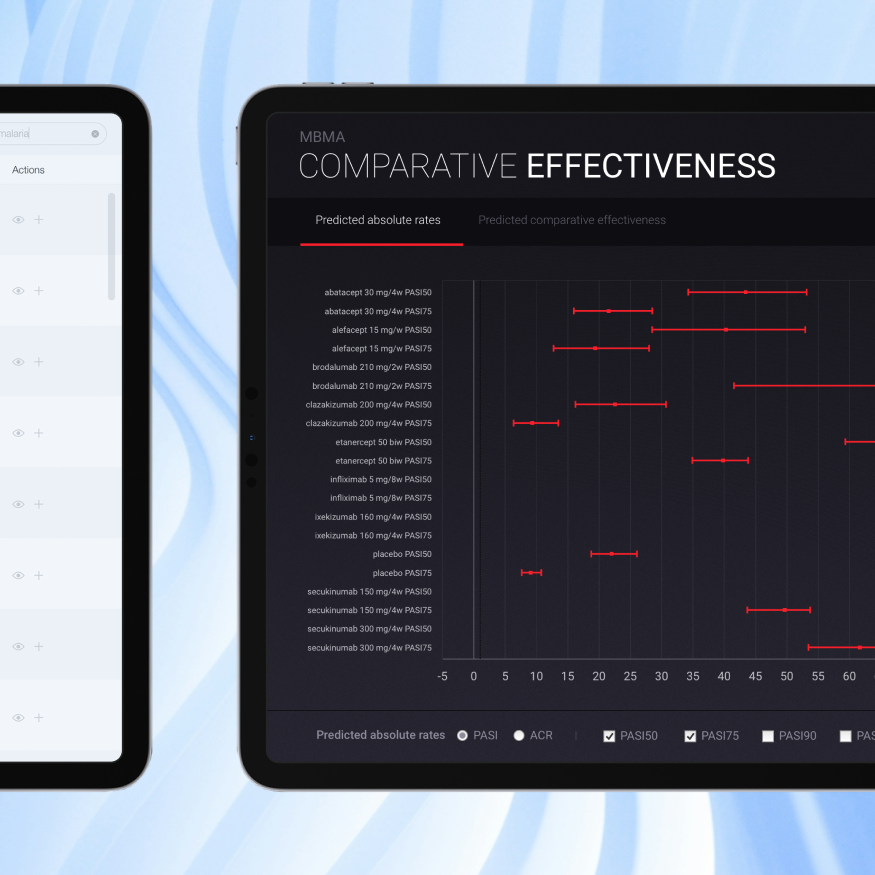 malaria
Actions
MBMA
COMPARATIVE EFFECTIVENESS
Predicted absolute rates
Predicted comparative effectiveness
abatacept 30 mg/4w PASI50
abatacept 30 mg/4w PASI75
alefacept 15 mg/w PASI50
alefacept 15 mg/w PASI75
brodalumab 210 mg/2w PASI50
brodalumab 210 mg/2w PASI75
clazakizumab 200 mg/4w PASI50
clazakizumab 200 mg/4w PASI75
etanercept 50 biw PASI50
etanercept 50 biw PASI75
infliximab 5 mg/8w PASI50
infliximab 5 mg/8w PASI75
ixekizumab 160 mg/4w PASI50
ixekizumab 160 mg/4w PASI75
placebo PASI50
placebo PASI75
secukinumab 150 mg/4w PASI50
secukinumab 150 mg/4w PASI75
secukinumab 300 mg/4w PASI50
secukinumab 300 mg/4w PASI75
-5 0 5 10 15 20 25 30 35 40 45 50 55 60
Predicted absolute rates PASI ACR PASI50 PASI75 PASI90 PAS